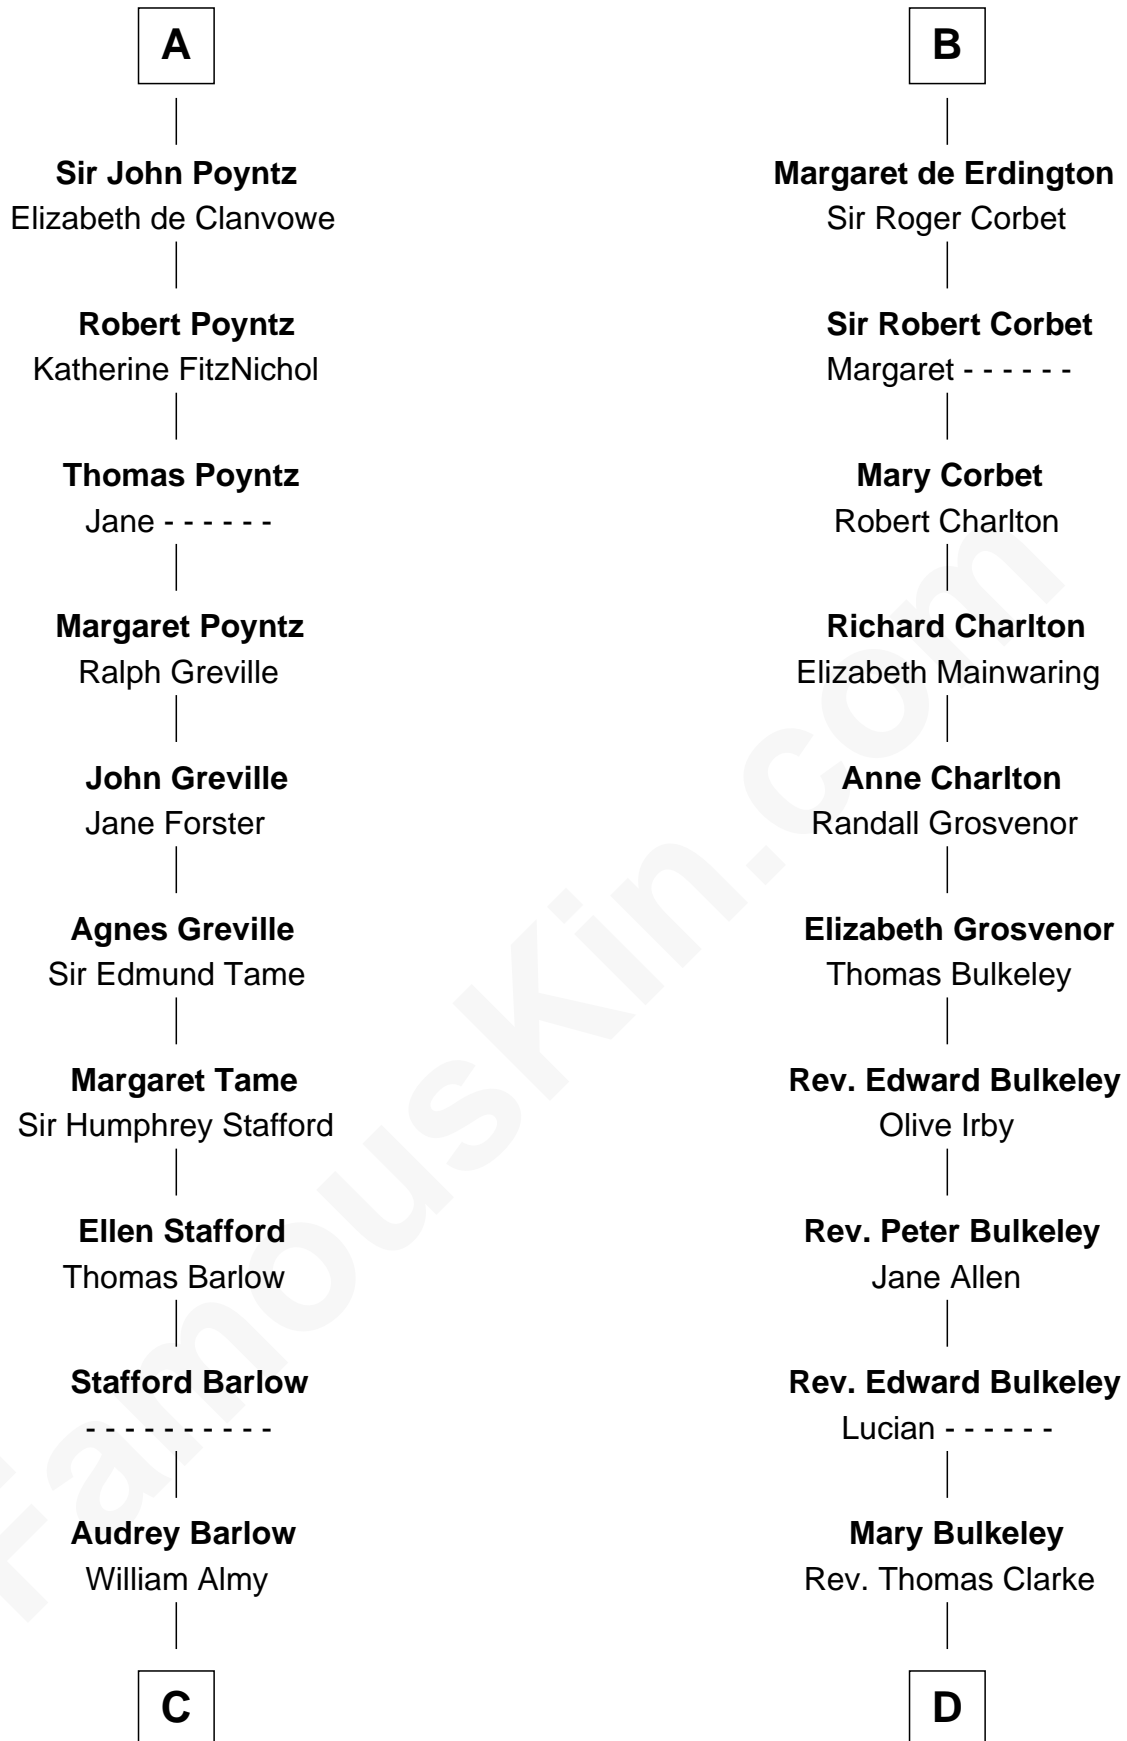 A
Sir John Poyntz
Elizabeth de Clanvowe
Robert Poyntz
Katherine FitzNichol
Thomas Poyntz
Jane - - - - - -
Margaret Poyntz
Ralph Greville
John Greville
Jane Forster
Agnes Greville
Sir Edmund Tame
Margaret Tame
Sir Humphrey Stafford
Ellen Stafford
Thomas Barlow
Stafford Barlow
- - - - - - - - - -
Audrey Barlow
William Almy
C
B
Margaret de Erdington
Sir Roger Corbet
Sir Robert Corbet
Margaret - - - - - -
Mary Corbet
Robert Charlton
Richard Charlton
Elizabeth Mainwaring
Anne Charlton
Randall Grosvenor
Elizabeth Grosvenor
Thomas Bulkeley
Rev. Edward Bulkeley
Olive Irby
Rev. Peter Bulkeley
Jane Allen
Rev. Edward Bulkeley
Lucian - - - - - -
Mary Bulkeley
Rev. Thomas Clarke
D
FamousKin.com